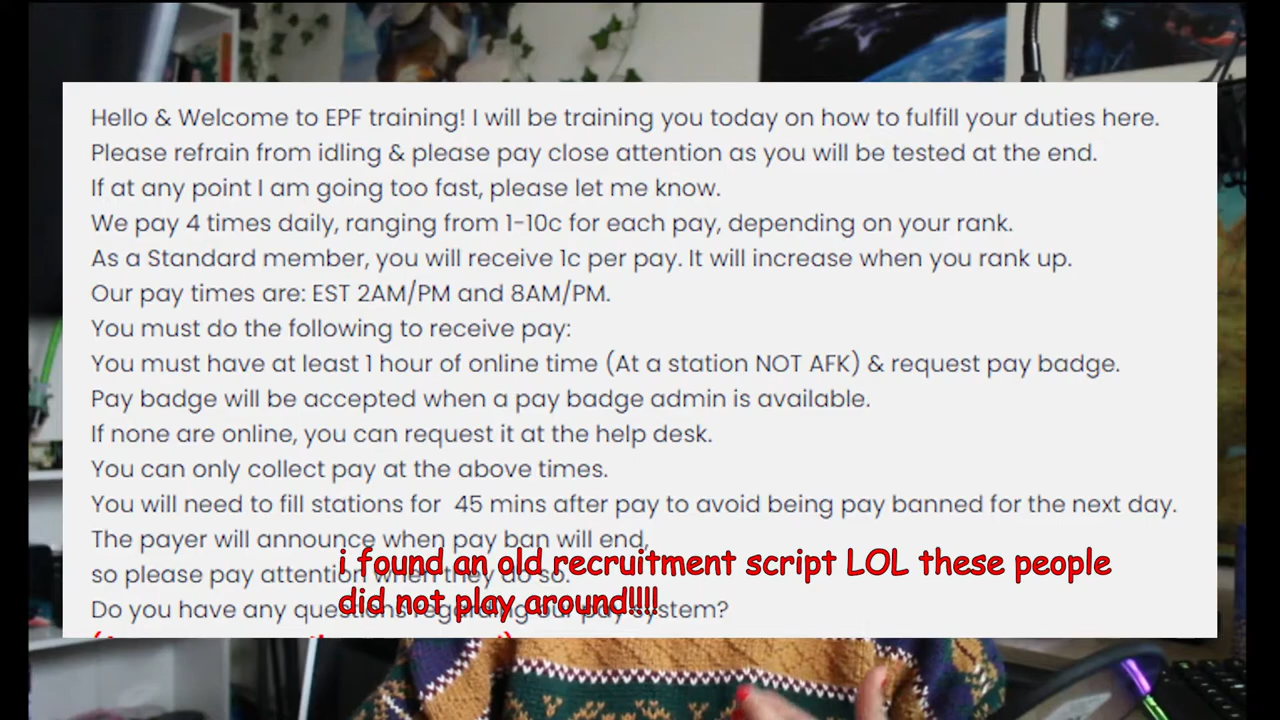 Hello & Welcome to EPF training! I will be training you today on how to fulfill your duties here.
Please refrain from idling & please pay close attention as you will be tested at the end.
If at any point I am going too fast, please let me know.
We pay 4 times daily, ranging from 1-10c for each pay, depending on your rank.
As a Standard member, you will receive 1c per pay. It will increase when you rank up.
Our pay times are: EST 2AM/PM and 8AM/PM.
You must do the following to receive pay:
You must have at least 1 hour of online time (At a station NOT AFK) & request pay badge.
Pay badge will be accepted when a pay badge admin is available.
If none are online, you can request it at the help desk.
You can only collect pay at the above times.
You will need to fill stations for  45 mins after pay to avoid being pay banned for the next day.
The payer will announce when pay ban will end,
so please pay attention when they do so.
Do you have any questions regarding our pay system?
i found an old recruitment script LOL these people
did not play around!!!!